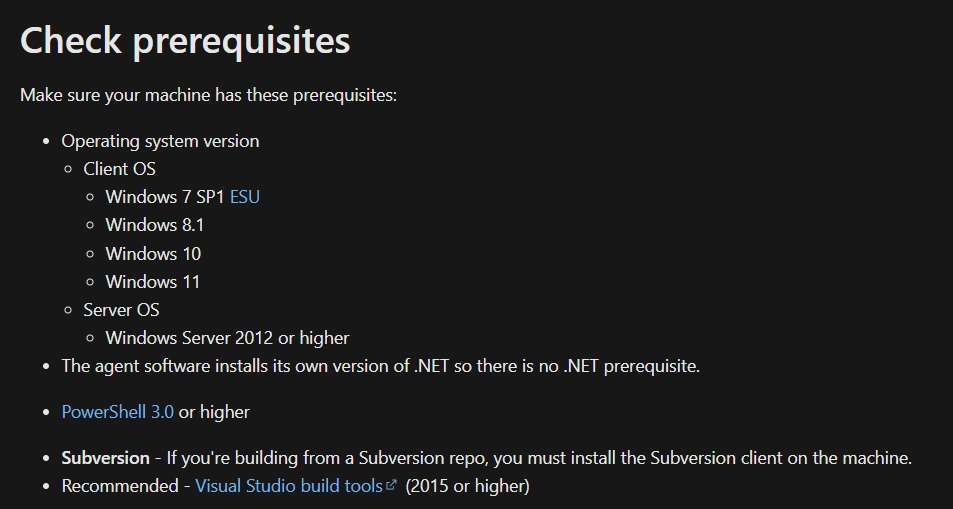 Check prerequisites
Make sure your machine has these prerequisites:
• Operating system version
◦ Client OS
◦ Windows 7 SP1 ESU
◦ Windows 8.1
◦ Windows 10
◦ Windows 11
◦ Server OS
◦ Windows Server 2012 or higher
• The agent software installs its own version of .NET so there is no .NET prerequisite.
• PowerShell 3.0 or higher
• Subversion - If you're building from a Subversion repo, you must install the Subversion client on the machine.
• Recommended - Visual Studio build tools (2015 or higher)